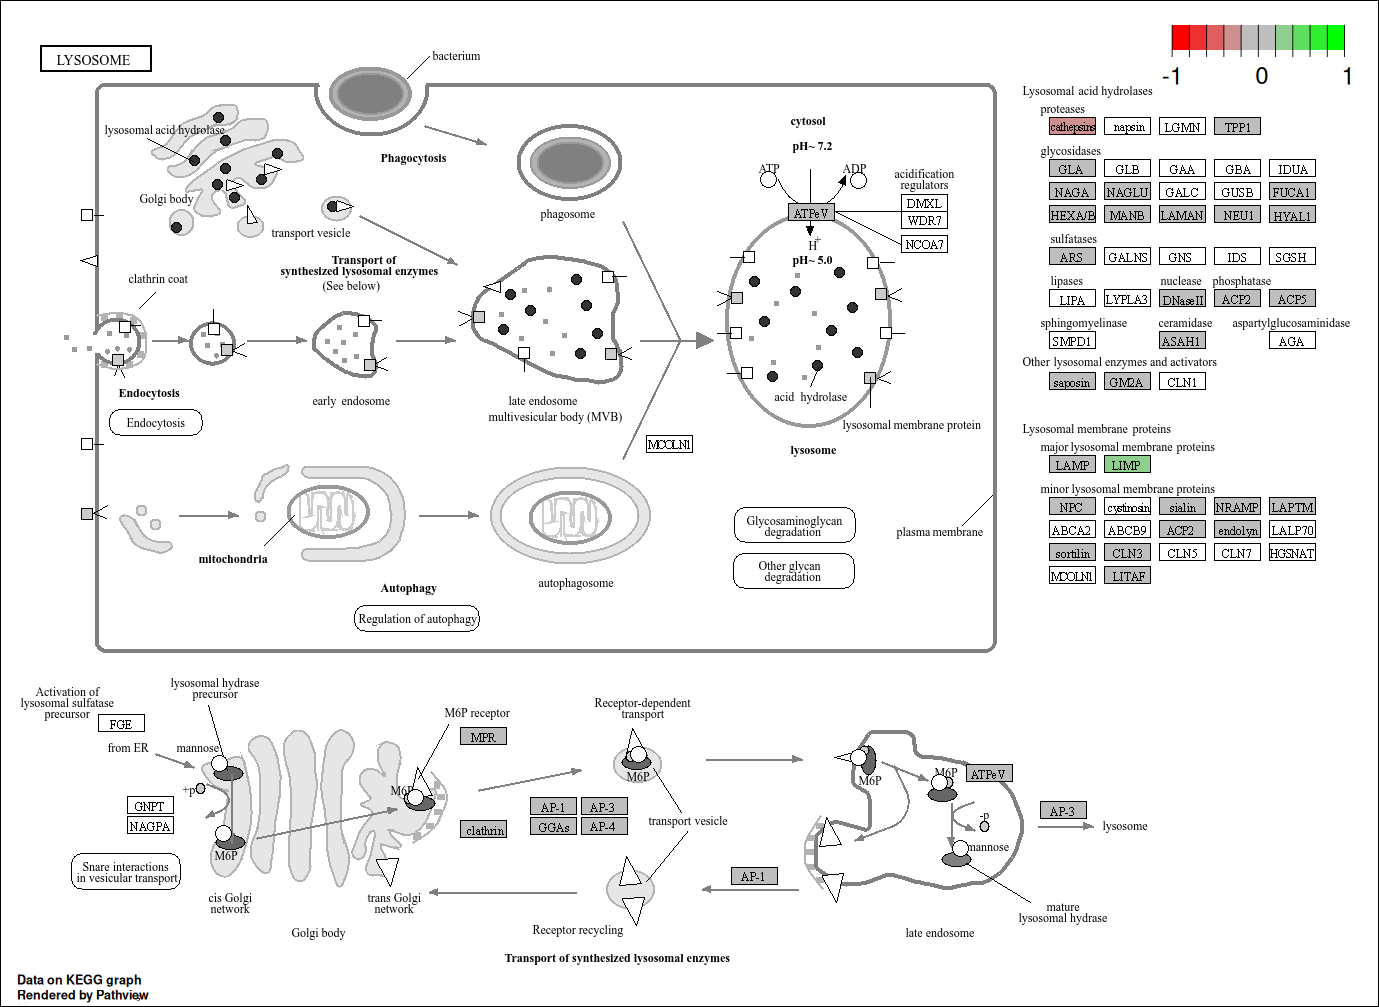 LYSOSOME
bacterium
-1 0 1
lysosomal acid hydrolase
Golgi body
transport vesicle
Phagocytosis
phagosome
Transport of
synthesized lysosomal enzymes
(See below)
clathrin coat
Endocytosis
Endocytosis
early endosome
late endosome
multivesicular body (MVB)
cytosol
pH~ 7.2
ATP
ADP
ATPeV
H+
pH~ 5.0
acidification
regulators
DMXL
WDR7
NCOA7
acid hydrolase
lysosomal membrane protein
lysosome
MCOLN1
mitochondria
Autophagy
Regulation of autophagy
autophagosome
Glycosaminoglycan
degradation
Other glycan
degradation
plasma membrane
Lysosomal acid hydrolases
proteases
cathepsins napsin LGMN TPP1
glycosidases
GLA GLB GAA GBA IDUA
NAGA NAGLU GALC GUSB FUCA1
HEXA/B MANB LAMAN NEU1 HYAL1
sulfatases
ARS GALNS GNS IDS SGSH
lipases nuclease phosphatase
LIPA LYPLA3 DNaseII ACP2 ACP5
sphingomyelinase ceramidase aspartylglucosaminidase
SMPD1 ASAH1 AGA
Other lysosomal enzymes and activators
saposin GM2A CLN1
Lysosomal membrane proteins
major lysosomal membrane proteins
LAMP LIMP
minor lysosomal membrane proteins
NPC cystinosin sialin NRAMP LAPTM
ABCA2 ABCB9 ACP2 endolyn LALP70
sortilin CLN3 CLN5 CLN7 HGSNAT
MCOLN1 LITAF
Activation of
lysosomal sulfatase
precursor
FGE
from ER
lysosomal hydrase
precursor
mannose
+p
GNPT
NAGPA
M6P
Snare interactions
in vesicular transport
cis Golgi
network
Golgi body
trans Golgi
network
M6P receptor
MPR
M6P
clathrin
AP-1 AP-3
GGAs AP-4
Receptor-dependent
transport
M6P
transport vesicle
Receptor recycling
AP-1
M6P
M6P
ATPeV
-p
mannose
AP-3
lysosome
mature
lysosomal hydrase
late endosome
Transport of synthesized lysosomal enzymes
Data on KEGG graph
Rendered by Pathview